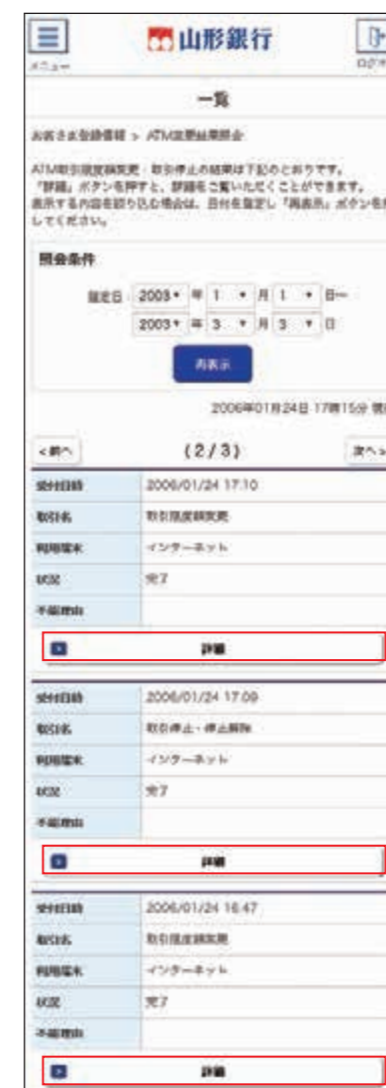 メニュー
山形銀行
一覧
お客さま登録情報 > ATM変更結果照会
ATM取引限度額変更・取引停止の結果は下記のとおりです。
「詳細」ボタンを押すと、詳細をご覧いただくことができます。
表示する内容を絞り込む場合は、日付を指定し「再表示」ボタンを
してください。
照会条件
指定日 2003 年 1 月 1 日〜
2003 年 3 月 3 日
再表示
2006年01月24日 17時15分
<前へ (2/3) 次へ>
受付日時 2006/01/24 17:10
取引名 取引限度額変更
利用端末 インターネット
状況 完了
不能理由
詳細
受付日時 2006/01/24 17:09
取引名 取引停止・停止解除
利用端末 インターネット
状況 完了
不能理由
詳細
受付日時 2006/01/24 16:47
取引名 取引限度額変更
利用端末 インターネット
状況 完了
不能理由
詳細